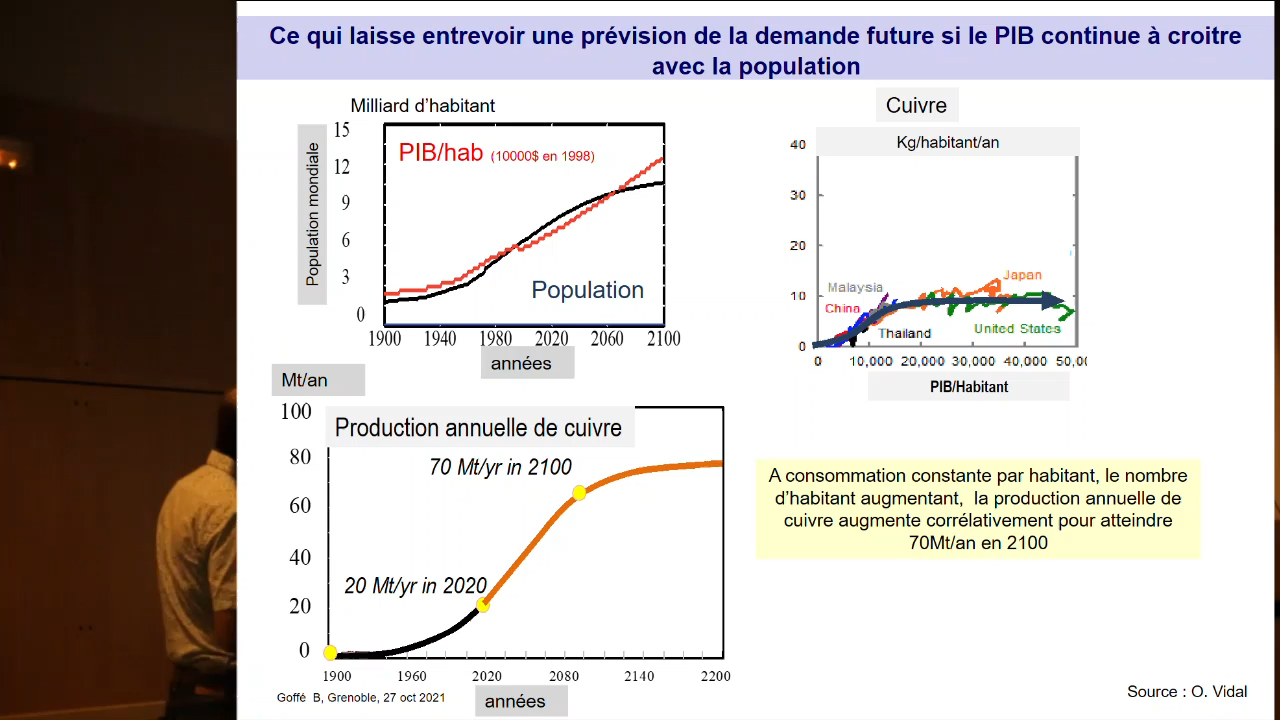 Ce qui laisse entrevoir une prévision de la demande future si le PIB continue à croitre
avec la population
Milliard d'habitant
Population mondiale
15
12
9
6
3
0
PIB/hab (10000$ en 1998)
Population
1900 1940 1980 2020 2060 2100
années
Cuivre
Kg/habitant/an
40
30
20
10
0
Japan
Malaysia
China
Thailand
United States
0 10,000 20,000 30,000 40,000 50,0
PIB/Habitant
Mt/an
100
80
60
40
20
0
Production annuelle de cuivre
70 Mt/yr in 2100
20 Mt/yr in 2020
1900 1960 2020 2080 2140 2200
années
A consommation constante par habitant, le nombre
d'habitant augmentant, la production annuelle de
cuivre augmente corrélativement pour atteindre
70Mt/an en 2100
Goffé B, Grenoble, 27 oct 2021
Source : O. Vidal